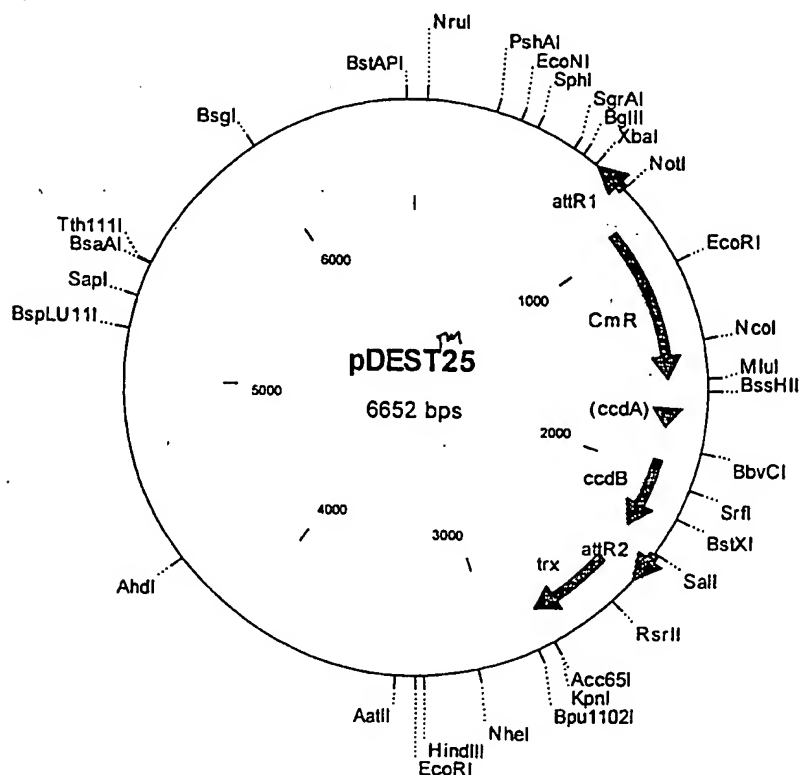 NruI
BstAPI
PshAI
EcoNI
SphI
BsgI
SgrAI
BglII
XbaI
NotI
attR1
Tth111I
BsaAI
6000
EcoRI
SapI
1000
BspLU11I
CmR
NcoI
pDEST™25
MluI
5000
BssHII
6652 bps
(ccdA)
2000
BbvCI
ccdB
SrfI
4000
BstXI
3000
attR2
trx
SalI
AhdI
RsrII
Acc65I
KpnI
AatII
Bpu1102I
NheI
HindIII
EcoRI